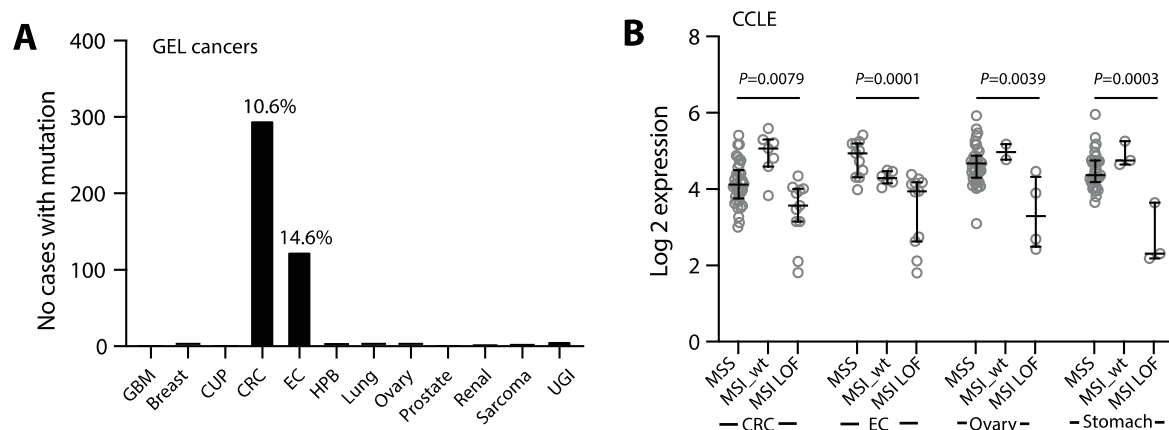 A
GEL cancers
No cases with mutation
400
300
200
100
0
10.6%
14.6%
GBM
Breast
CUP
CRC
EC
HPB
Lung
Ovary
Prostate
Renal
Sarcoma
UGI
B
CCLE
Log 2 expression
8
6
4
2
0
P=0.0079
P=0.0001
P=0.0039
P=0.0003
MSS
MSI_wt
MSI LOF
MSS
MSI_wt
MSI LOF
MSS
MSI_wt
MSI LOF
MSS
MSI_wt
MSI LOF
CRC
EC
Ovary
Stomach